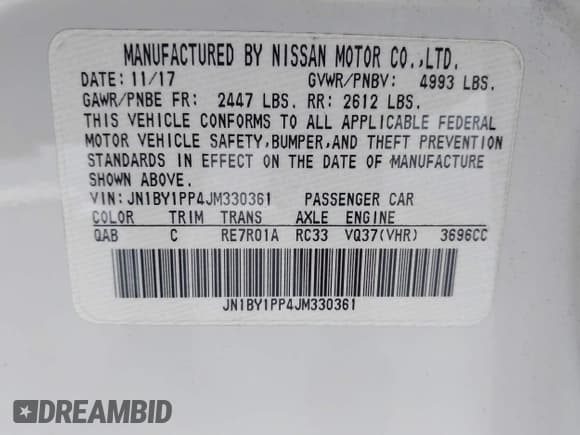 MANUFACTURED BY NISSAN MOTOR CO.,LTD.
DATE: 11/17 GVWR/PNBV: 4993 LBS.
GAWR/PNBE FR: 2447 LBS. RR: 2612 LBS.
THIS VEHICLE CONFORMS TO ALL APPLICABLE FEDERAL
MOTOR VEHICLE SAFETY,BUMPER,AND THEFT PREVENTION
STANDARDS IN EFFECT ON THE DATE OF MANUFACTURE
SHOWN ABOVE.
VIN:JN1BY1PP4JM330361 PASSENGER CAR
COLOR TRIM TRANS AXLE ENGINE
QAB C RE7R01A RC33 VQ37(VHR) 3696CC
JN1BY1PP4JM330361
DREAMBID